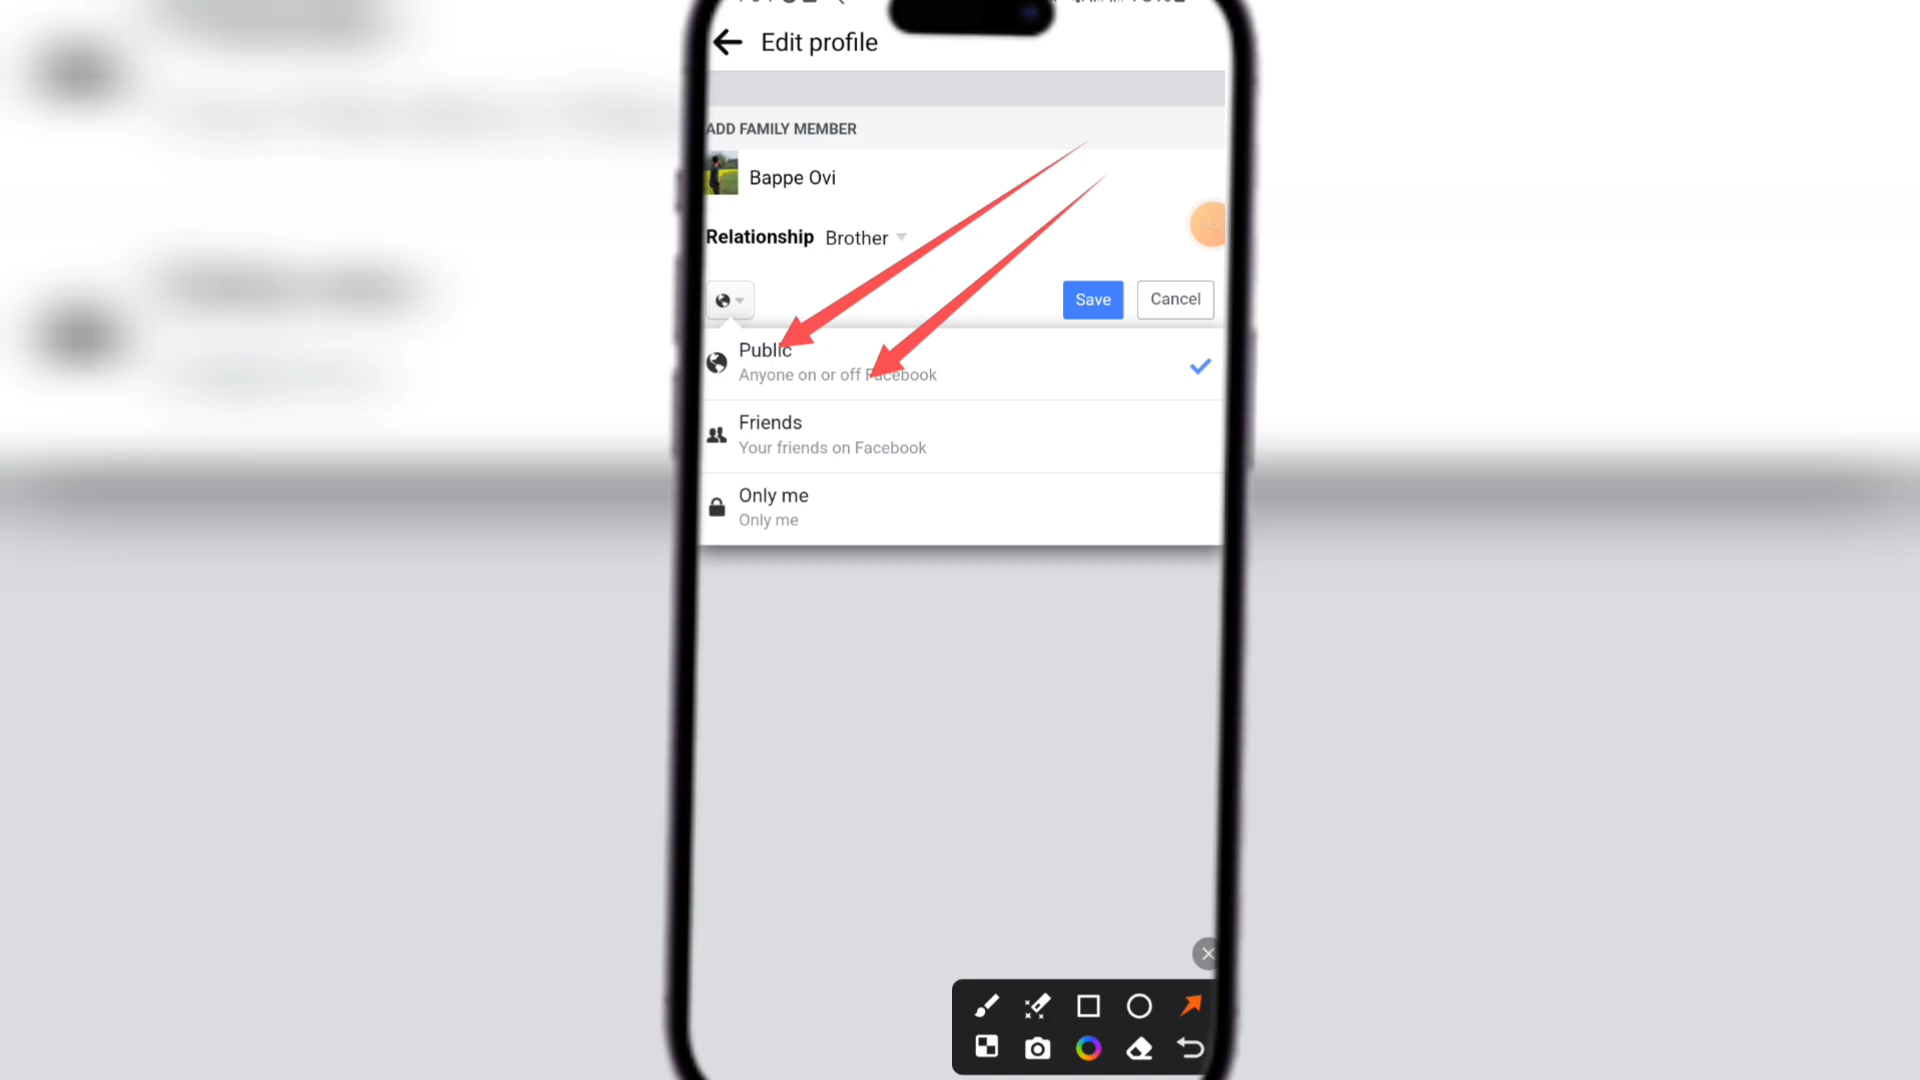 Edit profile
ADD FAMILY MEMBER
Bappe Ovi
Relationship Brother
Save Cancel
Public
Anyone on or off Facebook
Friends
Your friends on Facebook
Only me
Only me